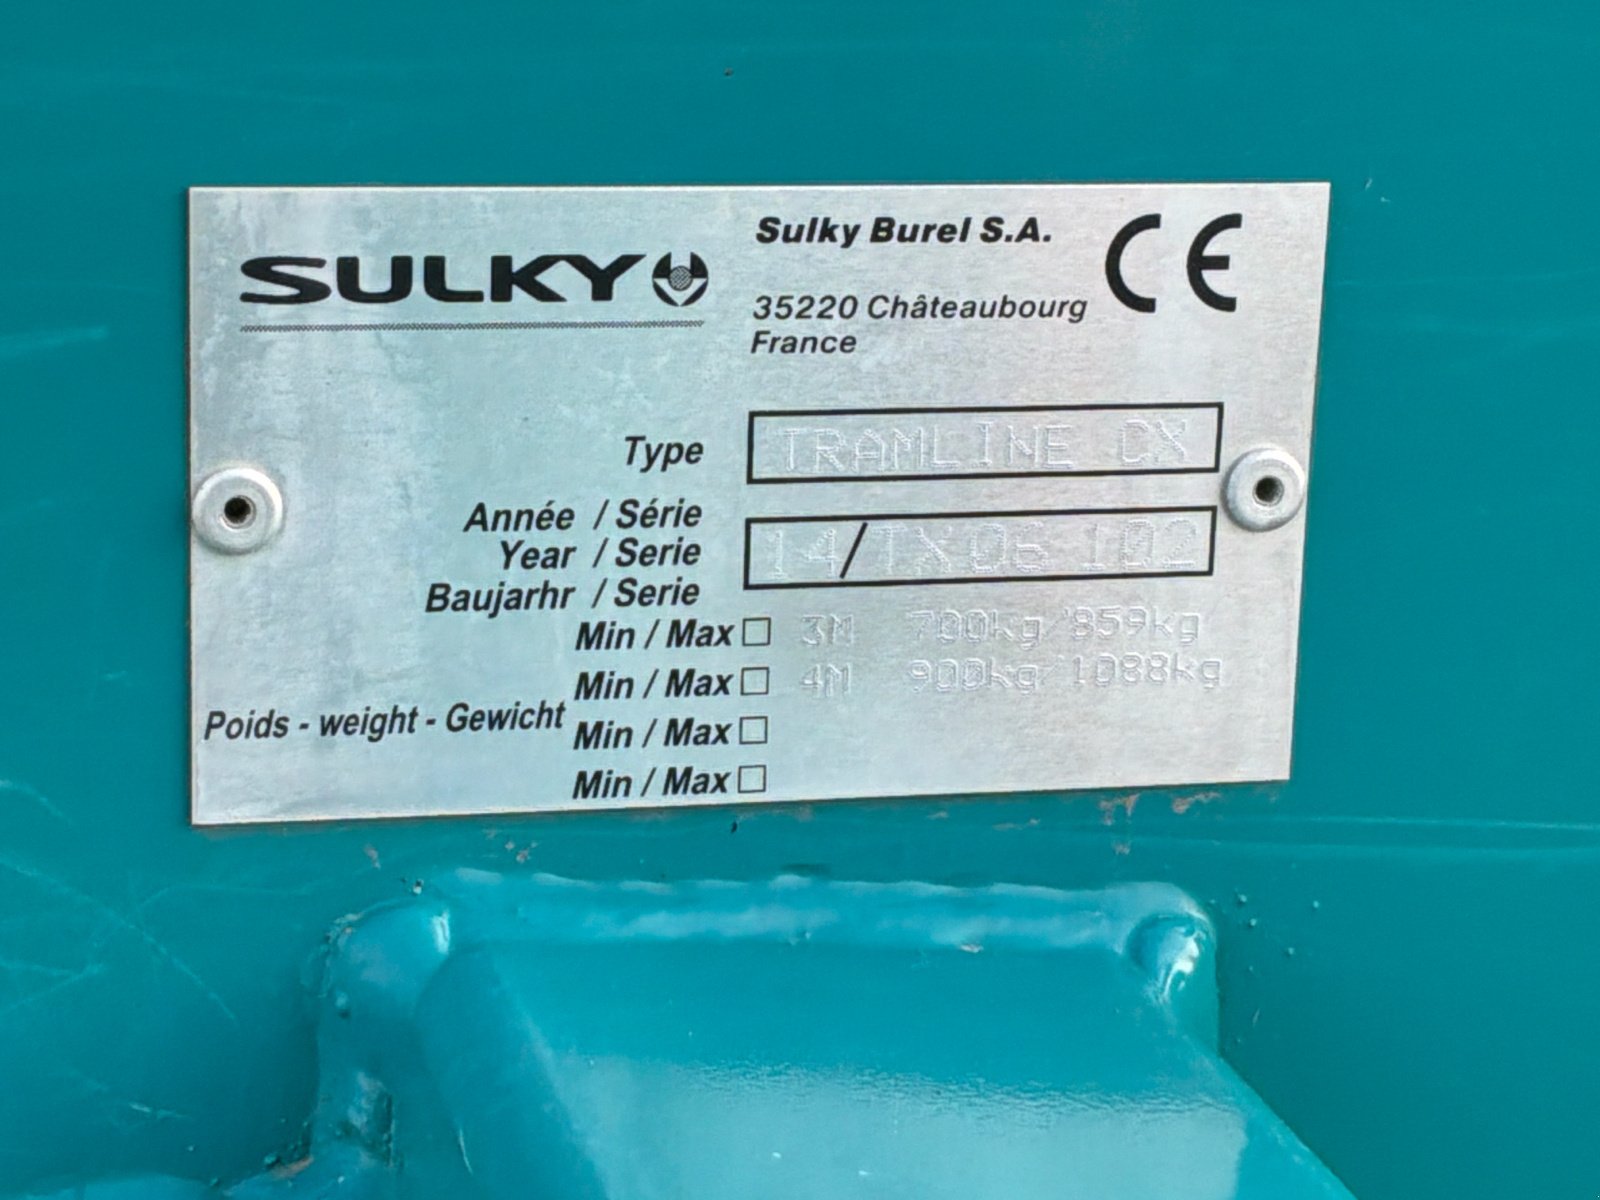 SULKY
Sulky Burel S.A.
35220 Châteaubourg
France
CE
Type TRAMLINE CX
Année / Série
Year / Serie 14/TX06 102
Baujarhr / Serie
Min / Max 3M 700kg/859kg
Min / Max 4M 900kg/1088kg
Poids - weight - Gewicht
Min / Max
Min / Max